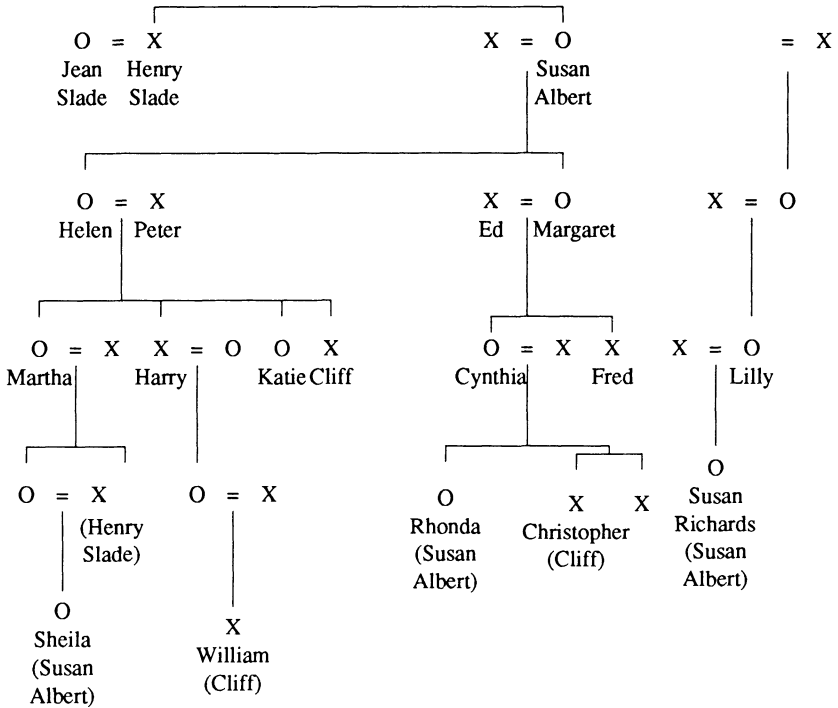 O = X X = O = X
Jean Henry Susan
Slade Slade Albert
O = X X = O X = O
Helen Peter Ed Margaret
O = X X = O O X O = X X X = O
Martha Harry Katie Cliff Cynthia Fred Lilly
O = X O = X O X X O
(Henry
Slade)
Rhonda
(Susan
Albert)
Christopher
(Cliff)
Susan
Richards
(Susan
Albert)
O
Sheila
(Susan
Albert)
X
William
(Cliff)